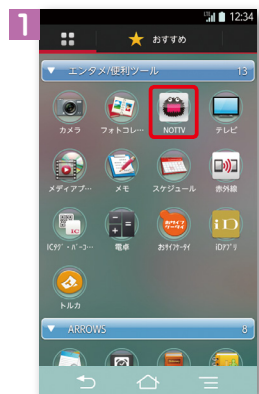 1
12:34
おすすめ
エンタメ/便利ツール 13
カメラ フォトコレ… NOTTV テレビ
メディアプ… メモ スケジュール 赤外線
ICﾀｸﾞ・ﾊﾞｰｺ… 電卓 おサイフケータイ iDアプリ
トルカ
ARROWS 8